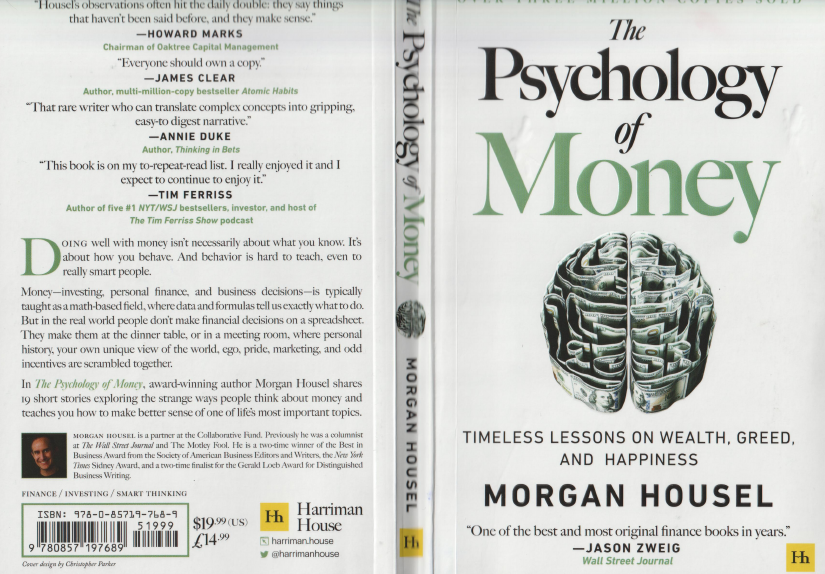 "Housel's observations often hit the daily double: they say things
that haven't been said before, and they make sense."
—HOWARD MARKS
Chairman of Oaktree Capital Management
"Everyone should own a copy."
—JAMES CLEAR
Author, multi-million-copy bestseller Atomic Habits
"That rare writer who can translate complex concepts into gripping,
easy-to digest narrative."
—ANNIE DUKE
Author, Thinking in Bets
"This book is on my to-repeat-read list. I really enjoyed it and I
expect to continue to enjoy it."
—TIM FERRISS
Author of five #1 NYT/WSJ bestsellers, investor, and host of
The Tim Ferriss Show podcast
DOING well with money isn't necessarily about what you know. It's
about how you behave. And behavior is hard to teach, even to
really smart people.
Money—investing, personal finance, and business decisions—is typically
taught as a math-based field, where data and formulas tell us exactly what to do.
But in the real world people don't make financial decisions on a spreadsheet.
They make them at the dinner table, or in a meeting room, where personal
history, your own unique view of the world, ego, pride, marketing, and odd
incentives are scrambled together.
In The Psychology of Money, award-winning author Morgan Housel shares
19 short stories exploring the strange ways people think about money and
teaches you how to make better sense of one of life's most important topics.
MORGAN HOUSEL is a partner at the Collaborative Fund. Previously he was a columnist
at The Wall Street Journal and The Motley Fool. He is a two-time winner of the Best in
Business Award from the Society of American Business Editors and Writers, the New York
Times Sidney Award, and a two-time finalist for the Gerald Loeb Award for Distinguished
Business Writing.
FINANCE / INVESTING / SMART THINKING
ISBN: 978-0-85719-768-9
51999
9 780857 197689
$19.99 (US)
£14.99
Hh
Harriman
House
harriman.house
@harrimanhouse
Cover design by Christopher Parker
The Psychology of Money
MORGAN HOUSEL
Hh
OVER THREE MILLION COPIES SOLD
The
Psychology
of
Money
TIMELESS LESSONS ON WEALTH, GREED,
AND HAPPINESS
MORGAN HOUSEL
"One of the best and most original finance books in years."
—JASON ZWEIG
Wall Street Journal
Hh